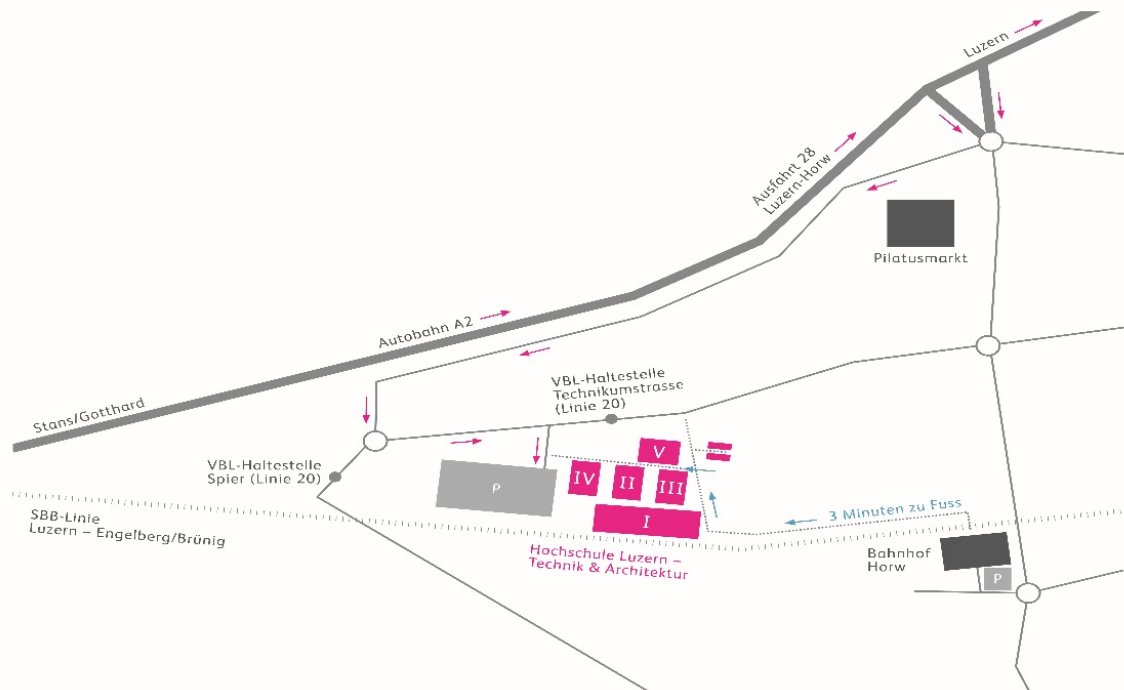 Luzern
Ausfahrt 28
Luzern-Horw
Pilatusmarkt
Autobahn A2
Stans/Gotthard
VBL-Haltestelle
Technikumstrasse
(Linie 20)
VBL-Haltestelle
Spier (Linie 20)
P
V
IV
II
III
I
3 Minuten zu Fuss
SBB-Linie
Luzern – Engelberg/Brünig
Hochschule Luzern –
Technik & Architektur
Bahnhof
Horw
P